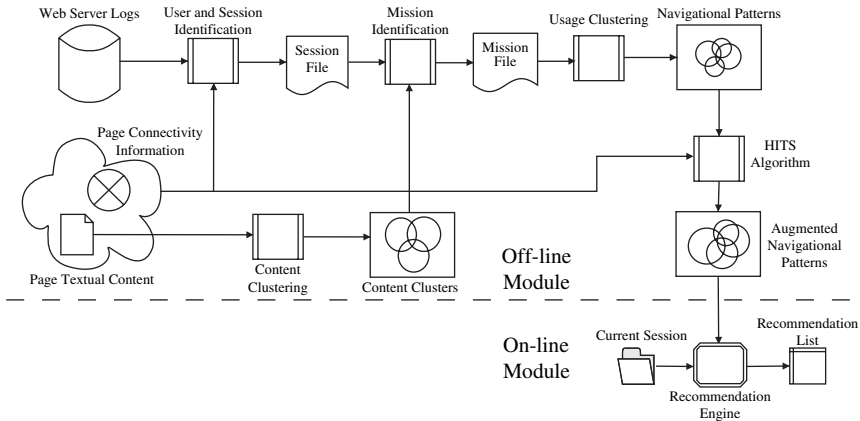 Web Server Logs
User and Session
Identification
Session
File
Mission
Identification
Mission
File
Usage Clustering
Navigational Patterns
Page Connectivity
Information
HITS
Algorithm
Page Textual Content
Content
Clustering
Content Clusters
Augmented
Navigational
Patterns
Off-line
Module
On-line
Module
Current Session
Recommendation
Engine
Recommendation
List